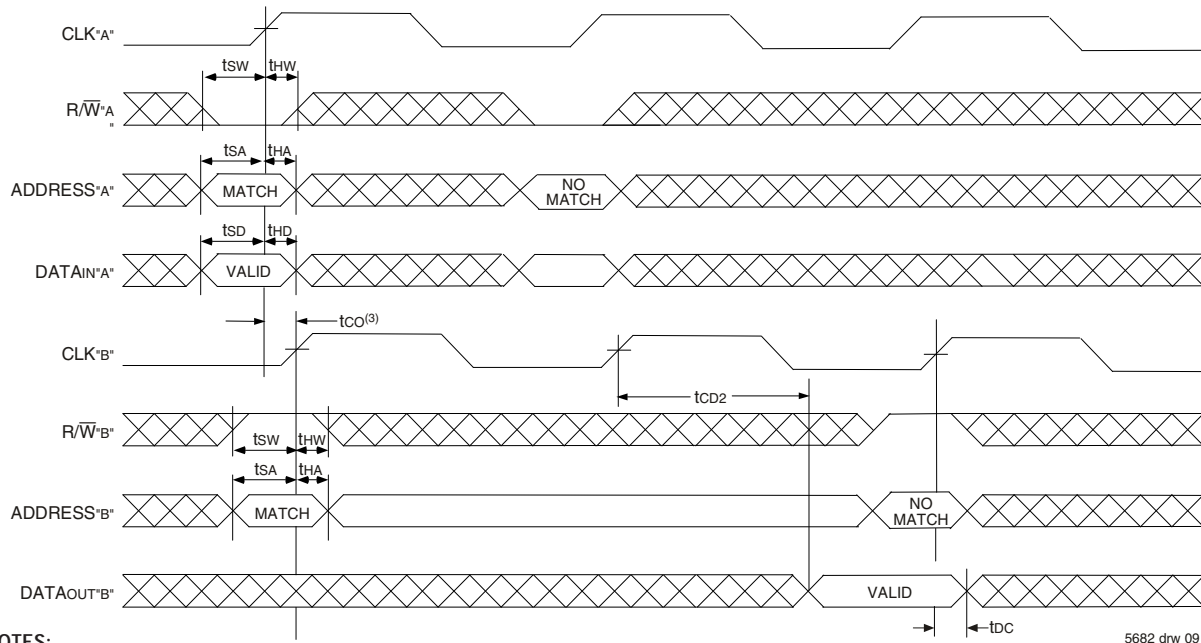 CLK"A"
tSW tHW
R/W̅"A"
tSA tHA
ADDRESS"A" MATCH NO MATCH
tSD tHD
DATAIN"A" VALID
tCO(3)
CLK"B"
tCD2
R/W̅"B"
tSW tHW
tSA tHA
ADDRESS"B" MATCH NO MATCH
DATAOUT"B" VALID
tDC
NOTES:
5682 drw 09